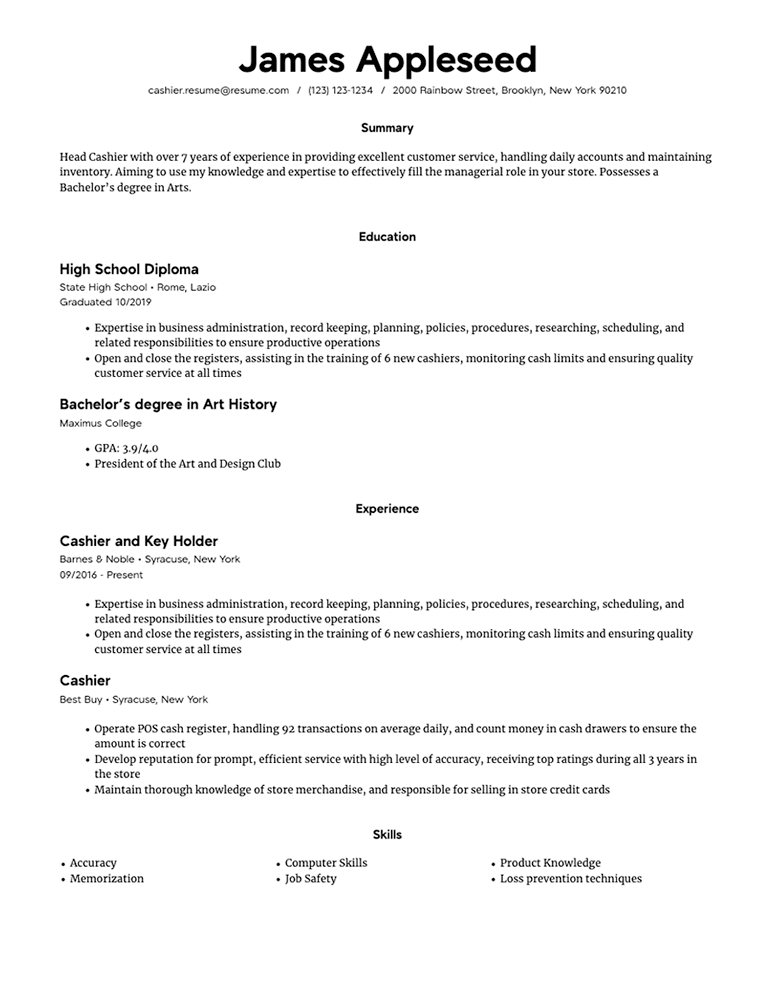 James Appleseed
cashier.resume@resume.com / (123) 123-1234 / 2000 Rainbow Street, Brooklyn, New York 90210
Summary
Head Cashier with over 7 years of experience in providing excellent customer service, handling daily accounts and maintaining
inventory. Aiming to use my knowledge and expertise to effectively fill the managerial role in your store. Possesses a
Bachelor’s degree in Arts.
Education
High School Diploma
State High School • Rome, Lazio
Graduated 10/2019
• Expertise in business administration, record keeping, planning, policies, procedures, researching, scheduling, and
related responsibilities to ensure productive operations
• Open and close the registers, assisting in the training of 6 new cashiers, monitoring cash limits and ensuring quality
customer service at all times
Bachelor’s degree in Art History
Maximus College
• GPA: 3.9/4.0
• President of the Art and Design Club
Experience
Cashier and Key Holder
Barnes & Noble • Syracuse, New York
09/2016 - Present
• Expertise in business administration, record keeping, planning, policies, procedures, researching, scheduling, and
related responsibilities to ensure productive operations
• Open and close the registers, assisting in the training of 6 new cashiers, monitoring cash limits and ensuring quality
customer service at all times
Cashier
Best Buy • Syracuse, New York
• Operate POS cash register, handling 92 transactions on average daily, and count money in cash drawers to ensure the
amount is correct
• Develop reputation for prompt, efficient service with high level of accuracy, receiving top ratings during all 3 years in
the store
• Maintain thorough knowledge of store merchandise, and responsible for selling in store credit cards
Skills
• Accuracy • Computer Skills • Product Knowledge
• Memorization • Job Safety • Loss prevention techniques